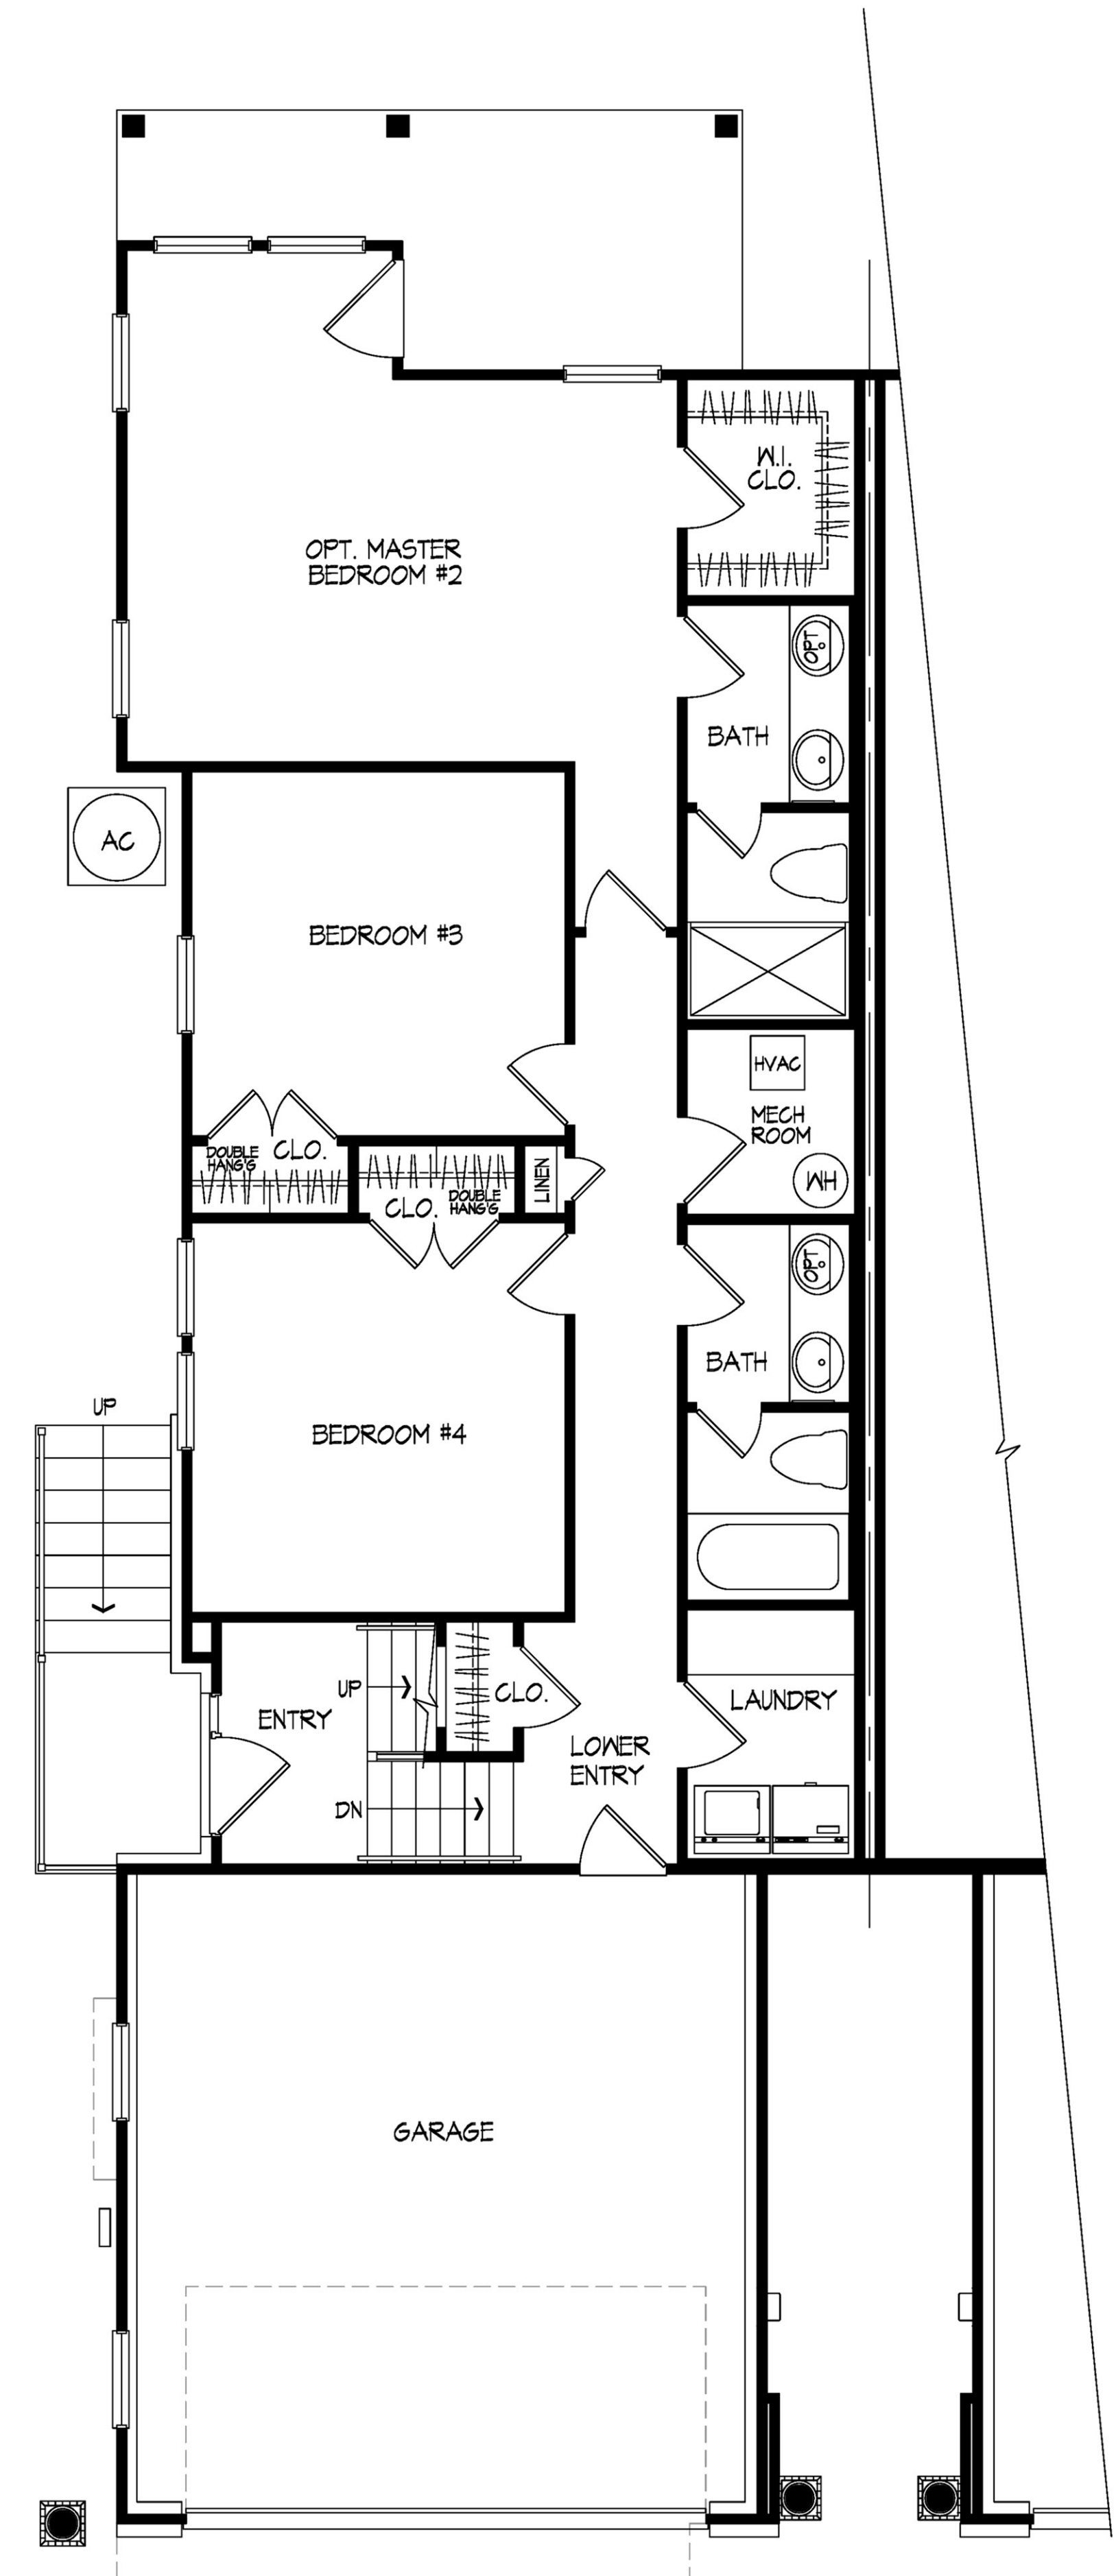 W.I.
CLO.
OPT. MASTER
BEDROOM #2
OPT
BATH
AC
BEDROOM #3
HVAC
MECH
ROOM
WH
DOUBLE
HANG'G
CLO.
LINEN
CLO.
DOUBLE
HANG'G
OPT
BATH
UP
BEDROOM #4
UP
CLO.
LAUNDRY
ENTRY
LOWER
ENTRY
DN
GARAGE